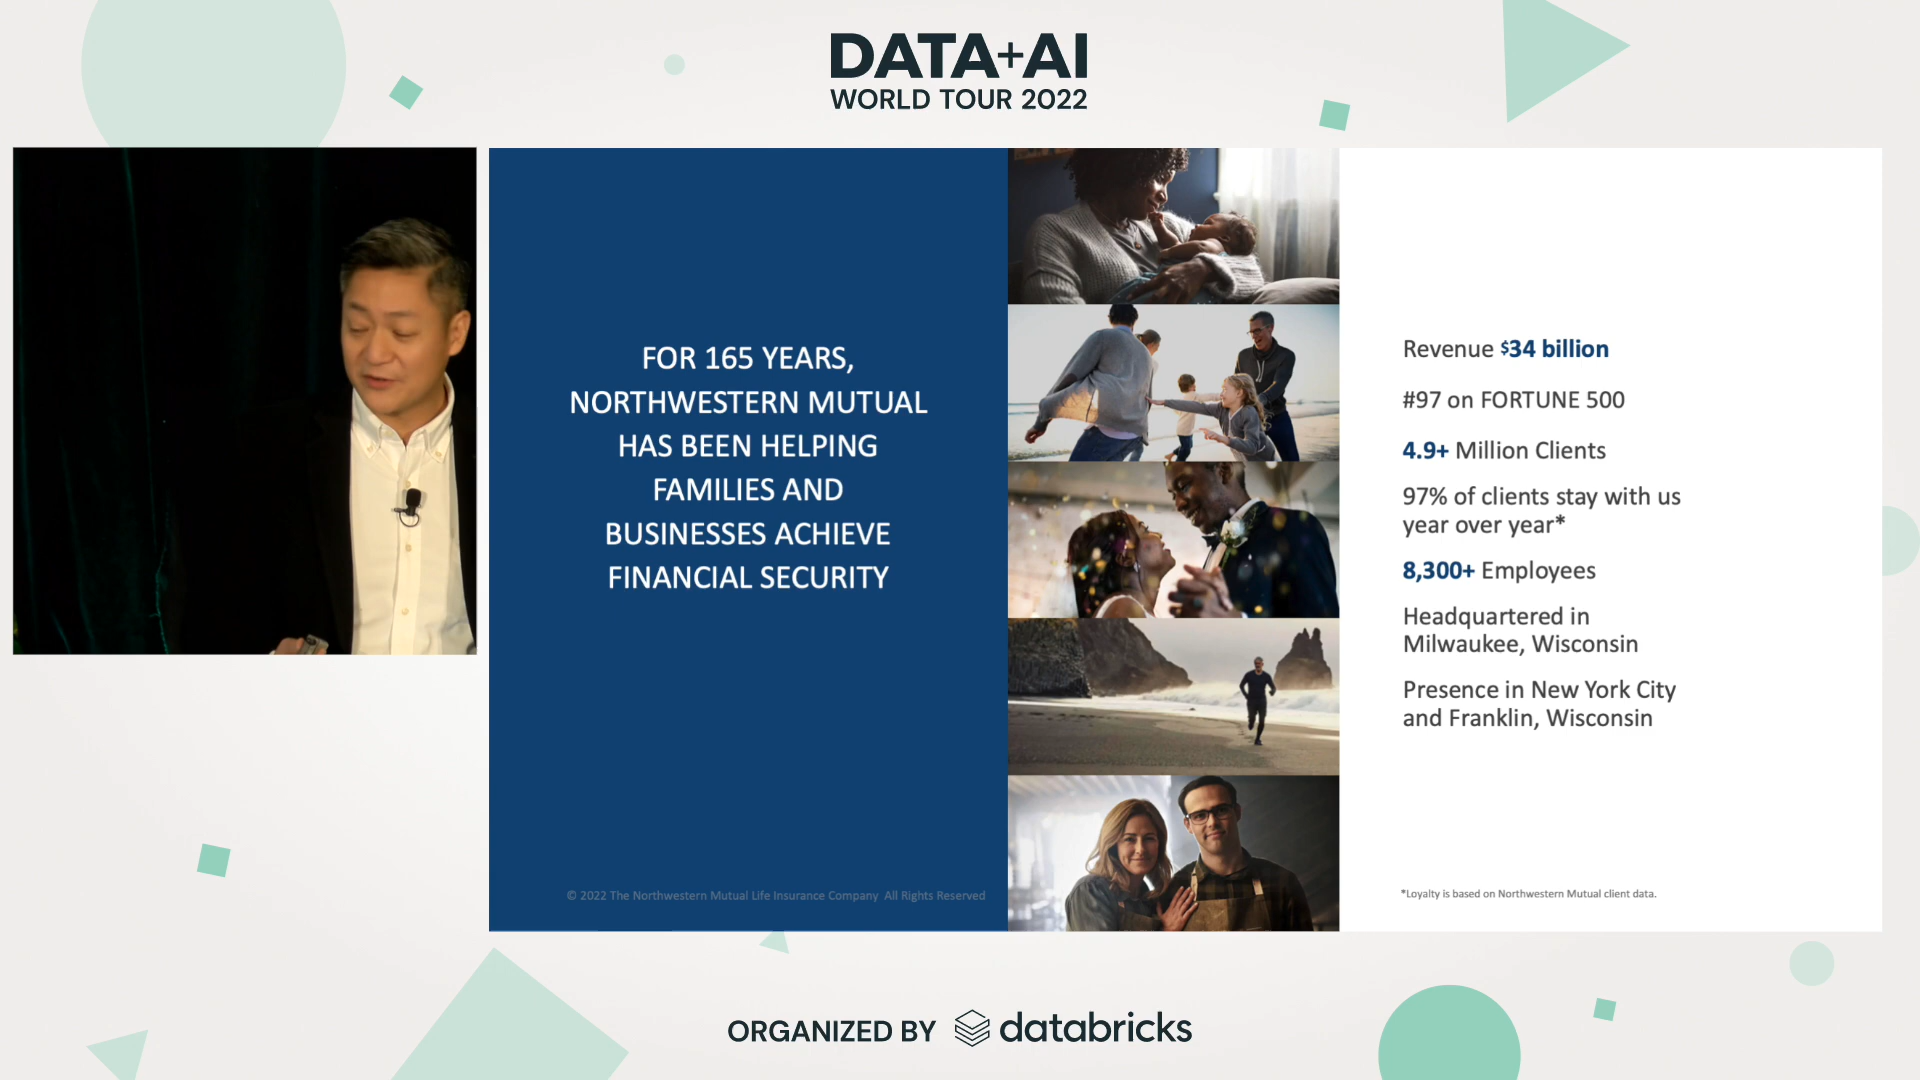 DATA+AI
WORLD TOUR 2022
FOR 165 YEARS,
NORTHWESTERN MUTUAL
HAS BEEN HELPING
FAMILIES AND
BUSINESSES ACHIEVE
FINANCIAL SECURITY
© 2022 The Northwestern Mutual Life Insurance Company All Rights Reserved
Revenue $34 billion
#97 on FORTUNE 500
4.9+ Million Clients
97% of clients stay with us
year over year*
8,300+ Employees
Headquartered in
Milwaukee, Wisconsin
Presence in New York City
and Franklin, Wisconsin
*Loyalty is based on Northwestern Mutual client data.
ORGANIZED BY databricks